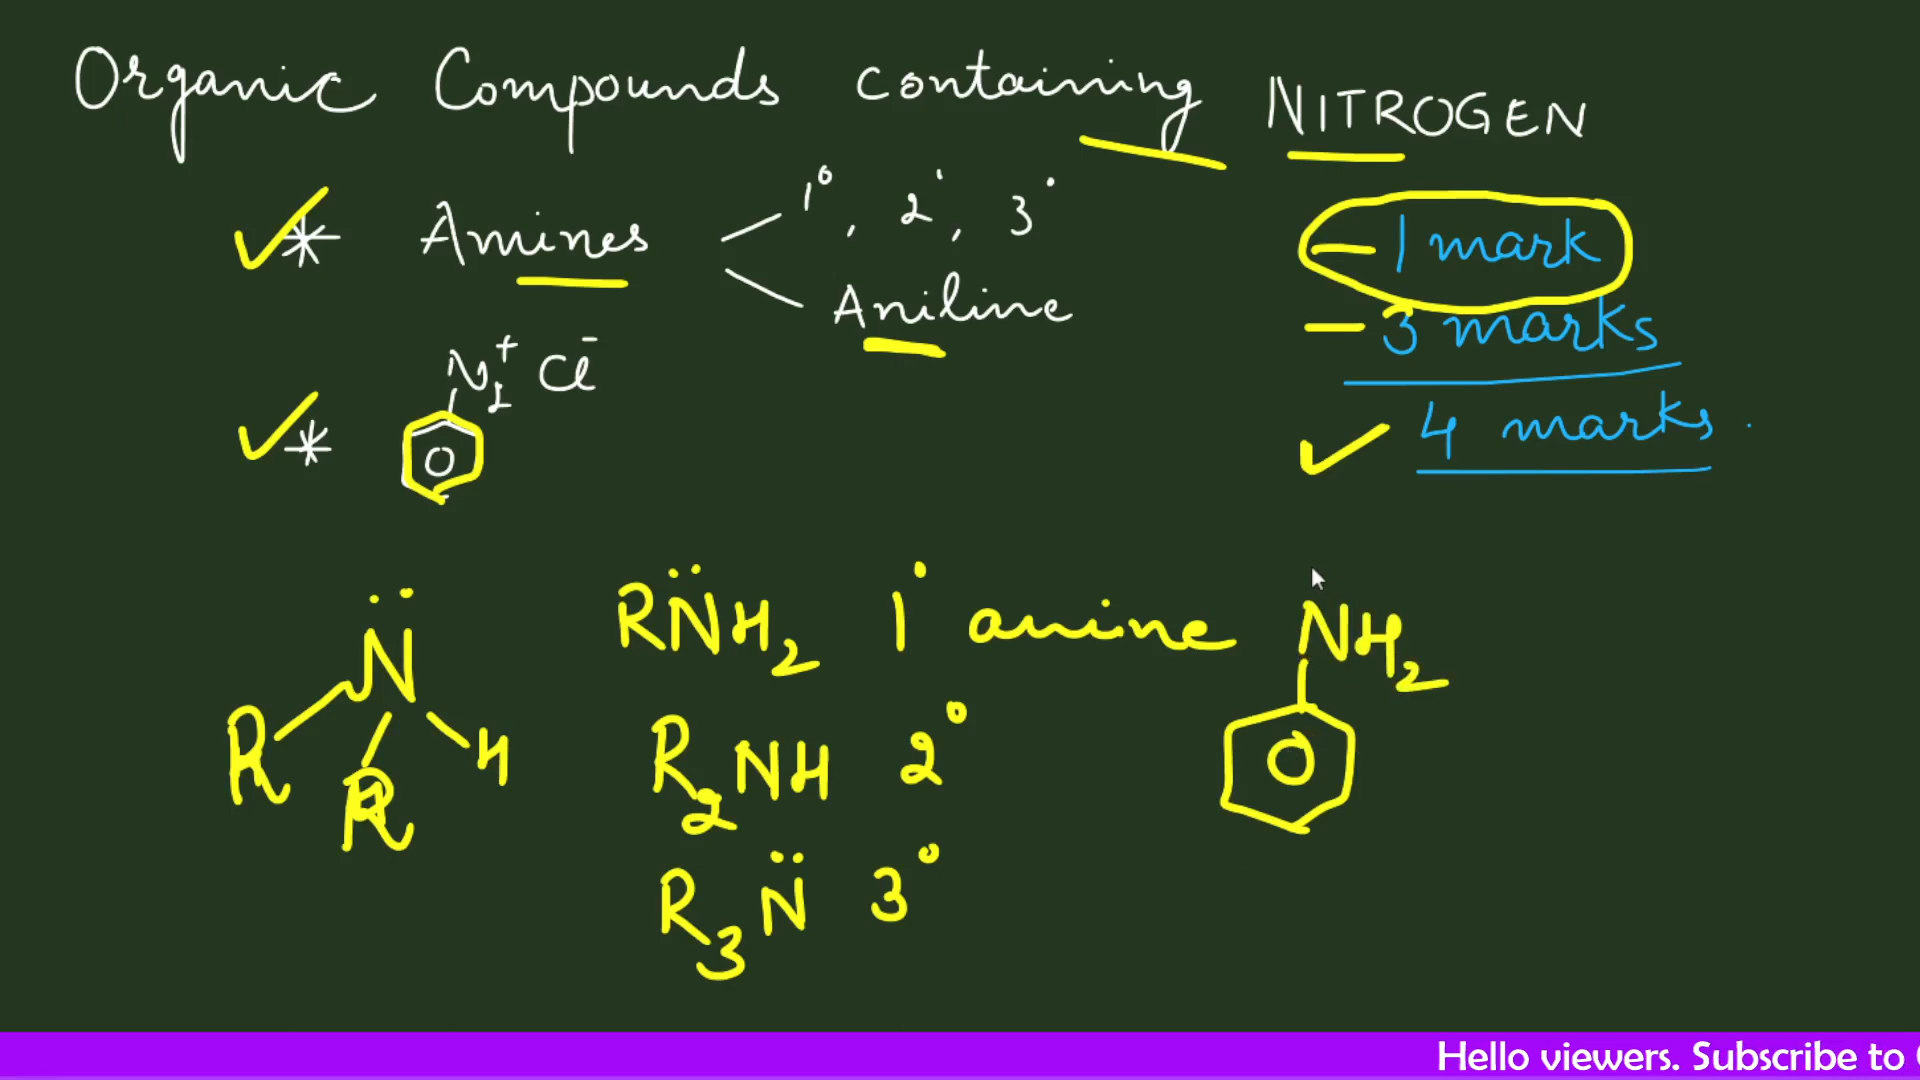 Organic Compounds containing NITROGEN
* Amines 1°, 2°, 3°
Aniline
- 1 mark
- 3 marks
4 marks.
* N₂⁺ Cl⁻
N
R R H
RNH₂ 1° amine
R₂NH 2°
R₃N 3°
NH₂
Hello viewers. Subscribe to